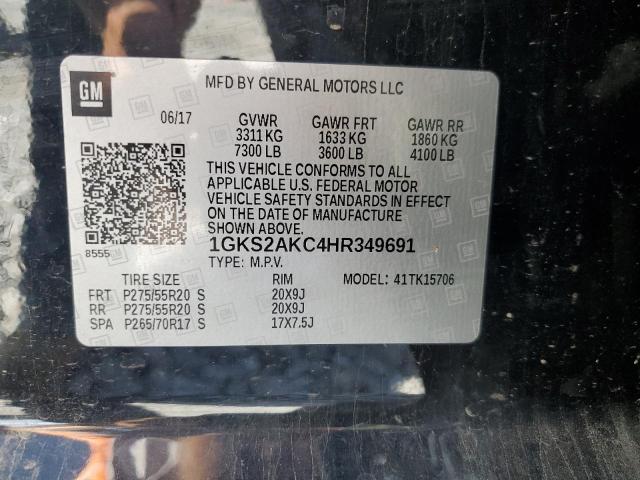 GM
MFD BY GENERAL MOTORS LLC
06/17 GVWR GAWR FRT GAWR RR
3311 KG 1633 KG 1860 KG
7300 LB 3600 LB 4100 LB
THIS VEHICLE CONFORMS TO ALL
APPLICABLE U.S. FEDERAL MOTOR
VEHICLE SAFETY STANDARDS IN EFFECT
ON THE DATE OF MANUFACTURE
1GKS2AKC4HR349691
8555
TYPE: M.P.V.
TIRE SIZE RIM MODEL: 41TK15706
FRT P275/55R20 S 20X9J
RR P275/55R20 S 20X9J
SPA P265/70R17 S 17X7.5J